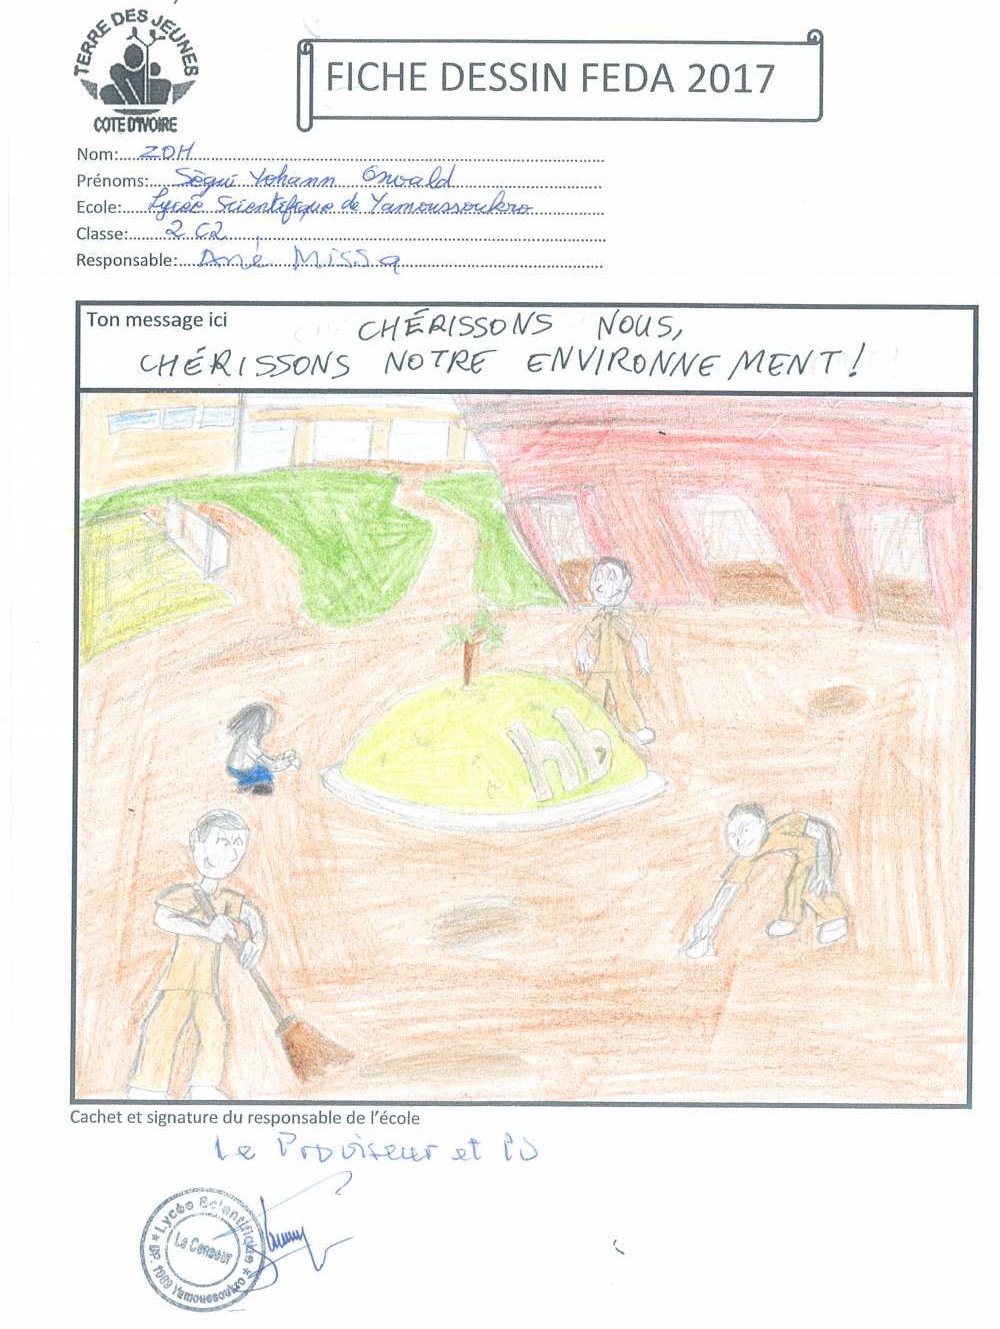 TERRE DES JEUNES
COTE D'IVOIRE
FICHE DESSIN FEDA 2017
Nom: ZOH
Prénoms: Sègui Yohann Oswald
Ecole: Lycée Scientifique de Yamoussoukro
Classe: 2 C2
Responsable: Ané Missa
Ton message ici
CHÉRISSONS NOUS,
CHÉRISSONS NOTRE ENVIRONNEMENT!
hb
Cachet et signature du responsable de l'école
Le Proviseur et PO
Lycée Scientifique
Le Censeur
BP. 1089 Yamoussoukro